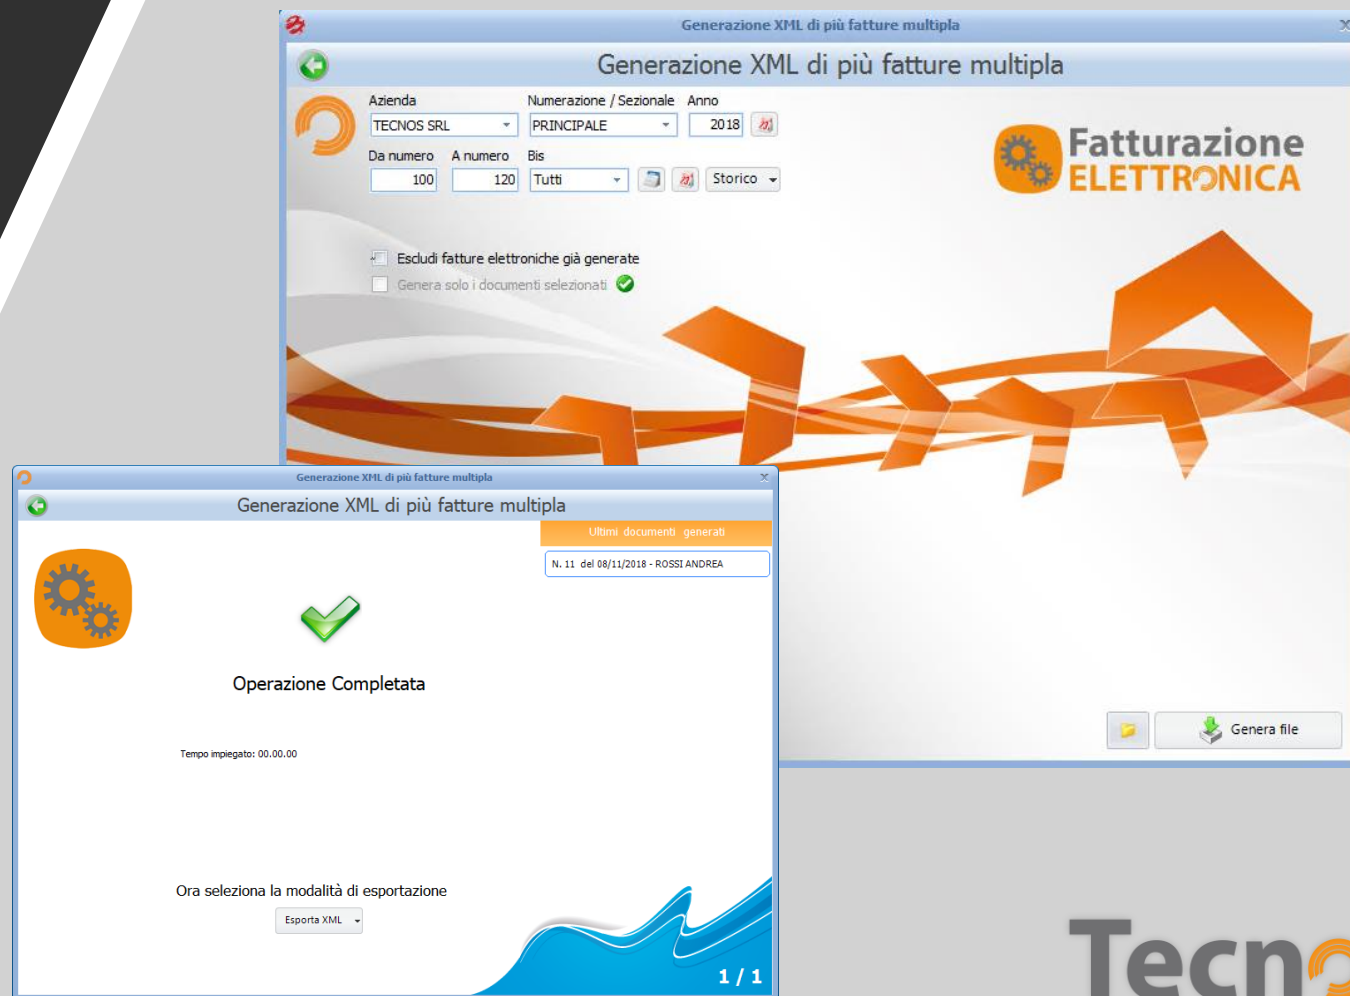 Generazione XML di più fatture multipla
Generazione XML di più fatture multipla
Azienda Numerazione / Sezionale Anno
TECNOS SRL PRINCIPALE 2018
Da numero A numero Bis
100 120 Tutti Storico
Fatturazione
ELETTRONICA
Escludi fatture elettroniche già generate
Genera solo i documenti selezionati
Genera file
Generazione XML di più fatture multipla
Generazione XML di più fatture multipla
Ultimi documenti generati
N. 11 del 08/11/2018 - ROSSI ANDREA
Operazione Completata
Tempo impiegato: 00.00.00
Ora seleziona la modalità di esportazione
Esporta XML
1 / 1
Tecno